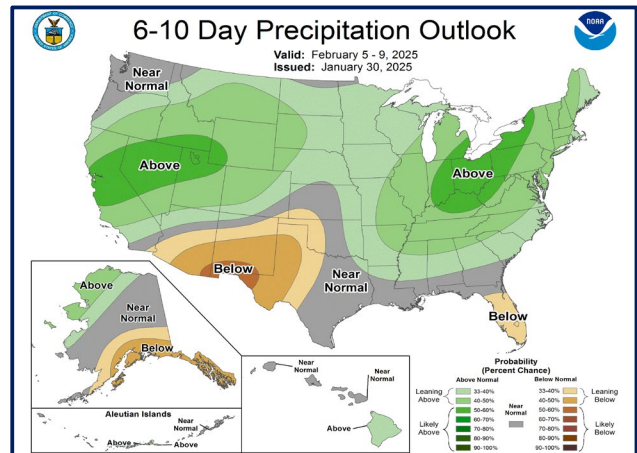 6-10 Day Precipitation Outlook
NOAA
Valid: February 5 - 9, 2025
Issued: January 30, 2025
Near
Normal
Above
Above
Below
Near
Normal
Below
Above
Near
Normal
Below
Aleutian Islands
Near
Normal
Above
Above
Near
Normal
Near
Normal
Above
Probability
(Percent Chance)
Above Normal
Below Normal
Leaning
Above
33-40%
40-50%
Likely
Above
50-60%
60-70%
70-80%
80-90%
90-100%
Near
Normal
33-40%
40-50%
Leaning
Below
50-60%
60-70%
70-80%
80-90%
90-100%
Likely
Below